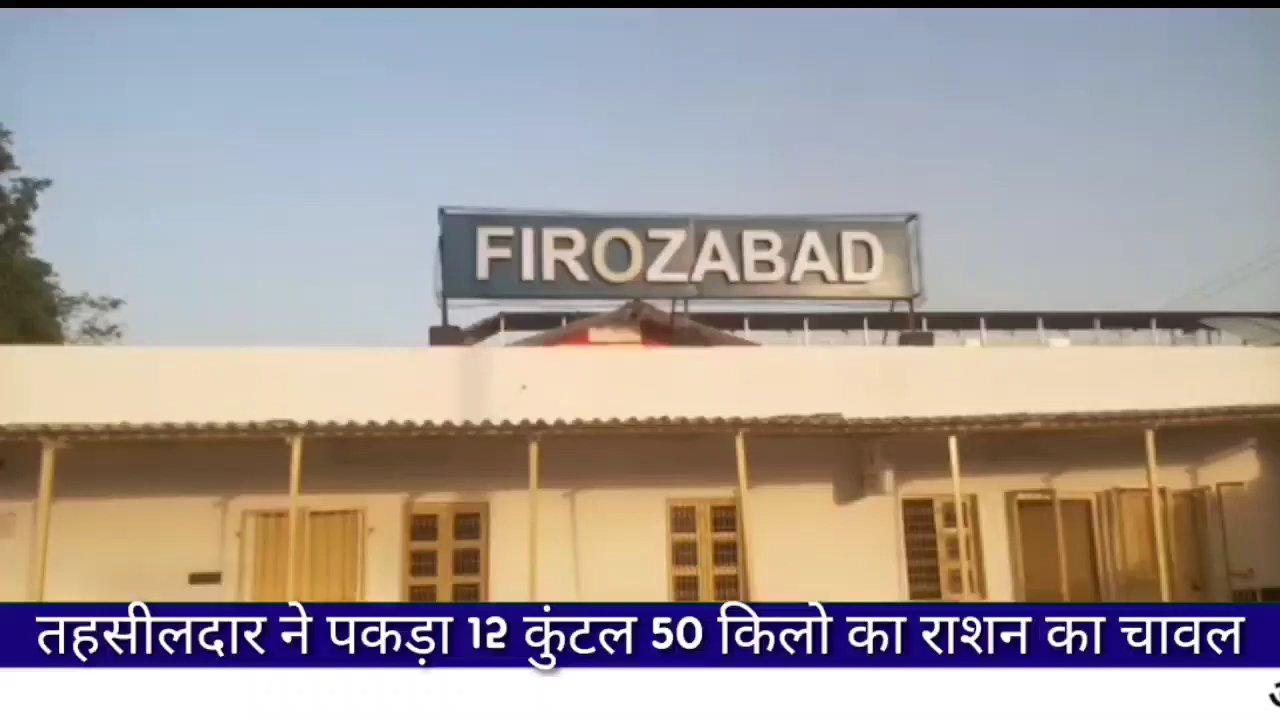 FIROZABAD
तहसीलदार ने पकड़ा 12 कुंटल 50 किलो का राशन का चावल